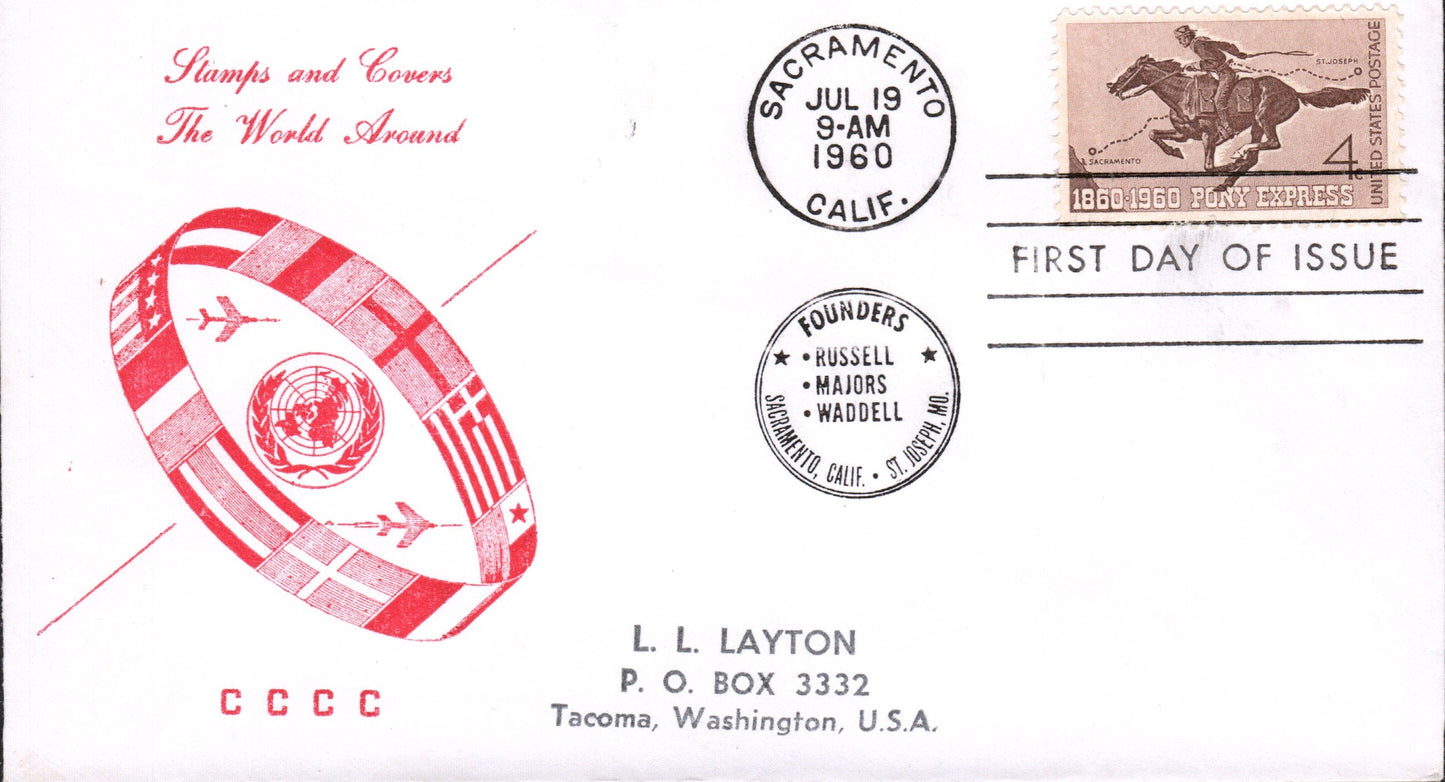 Stamps and Covers
The World Around
C C C C
SACRAMENTO
JUL 19
9-AM
1960
CALIF.
ST. JOSEPH
SACRAMENTO
4c
UNITED STATES POSTAGE
1860-1960 PONY EXPRESS
FIRST DAY OF ISSUE
FOUNDERS
• RUSSELL
• MAJORS
• WADDELL
SACRAMENTO, CALIF. • ST. JOSEPH, MO.
L. L. LAYTON
P. O. BOX 3332
Tacoma, Washington, U.S.A.